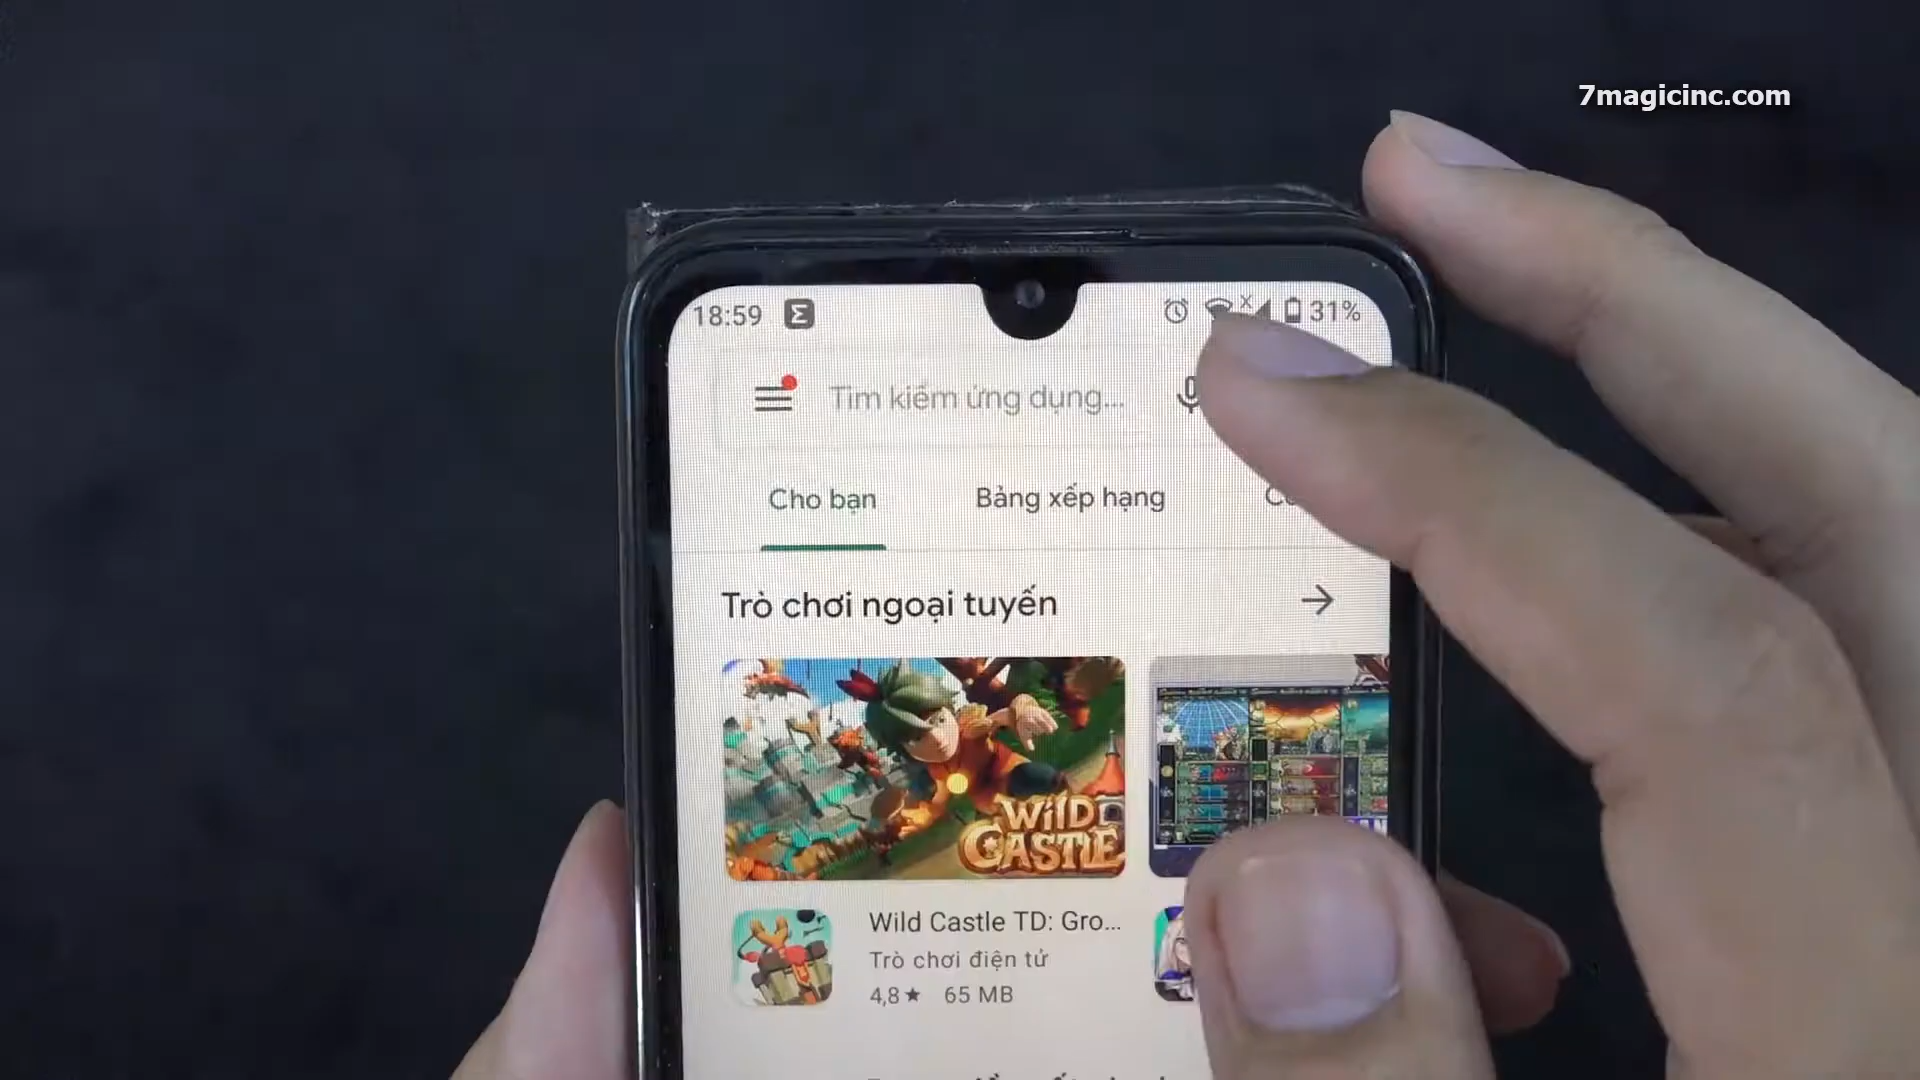 7magicinc.com
18:59 31%
Tìm kiếm ứng dụng...
Cho bạn Bảng xếp hạng
Trò chơi ngoại tuyến
WILD
CASTLE
Wild Castle TD: Gro...
Trò chơi điện tử
4,8★ 65 MB